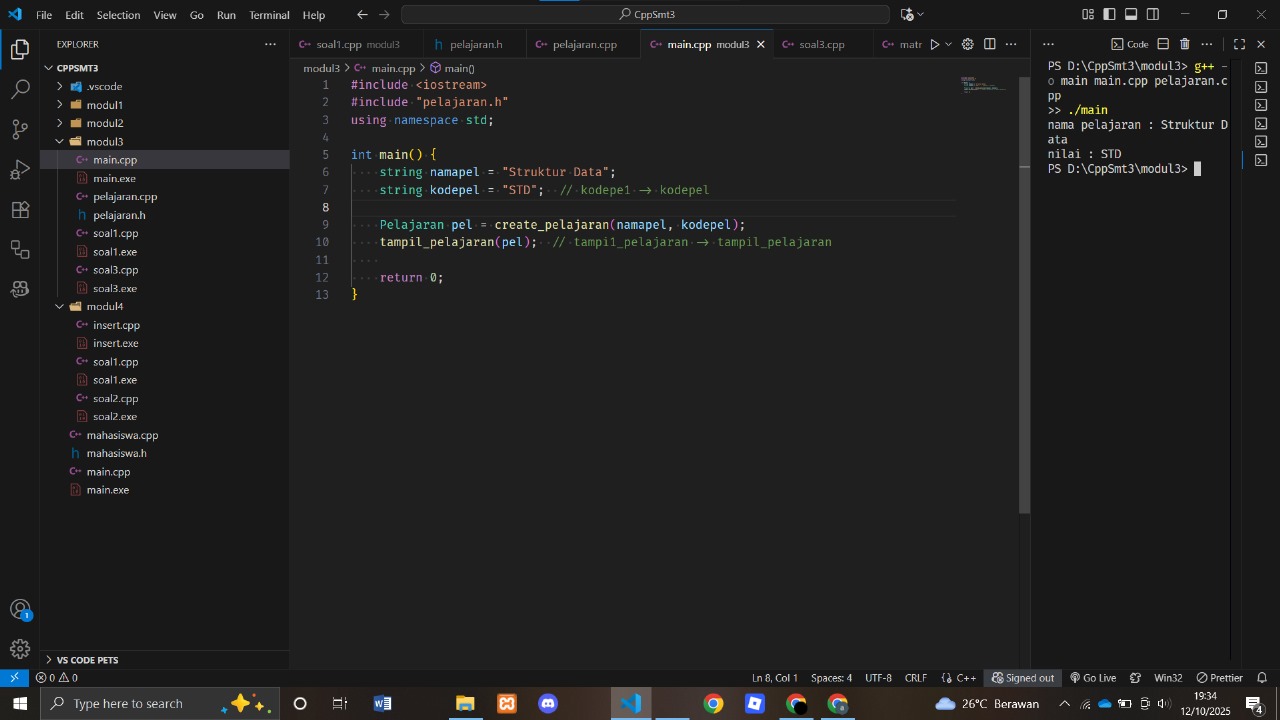 File Edit Selection View Go Run Terminal Help
CppSmt3
EXPLORER
CPPSMT3
.vscode
modul1
modul2
modul3
main.cpp
main.exe
pelajaran.cpp
pelajaran.h
soal1.cpp
soal1.exe
soal3.cpp
soal3.exe
modul4
insert.cpp
insert.exe
soal1.cpp
soal1.exe
soal2.cpp
soal2.exe
mahasiswa.cpp
mahasiswa.h
main.cpp
main.exe
VS CODE PETS
soal1.cpp modul3 pelajaran.h pelajaran.cpp main.cpp modul3 soal3.cpp matr
modul3 > main.cpp > main()
1 #include <iostream>
2 #include "pelajaran.h"
3 using namespace std;
4
5 int main() {
6 string namapel = "Struktur Data";
7 string kodepel = "STD"; // kodepe1 -> kodepel
8
9 Pelajaran pel = create_pelajaran(namapel, kodepel);
10 tampil_pelajaran(pel); // tampi1_pelajaran -> tampil_pelajaran
11
12 return 0;
13 }
Code
PS D:\CppSmt3\modul3> g++ -
o main main.cpp pelajaran.c
pp
>> ./main
nama pelajaran : Struktur D
ata
nilai : STD
PS D:\CppSmt3\modul3>
1
0 0 Ln 8, Col 1 Spaces: 4 UTF-8 CRLF C++ Signed out Go Live Win32 Prettier
Type here to search
26°C Berawan
19:34
12/10/2025
4